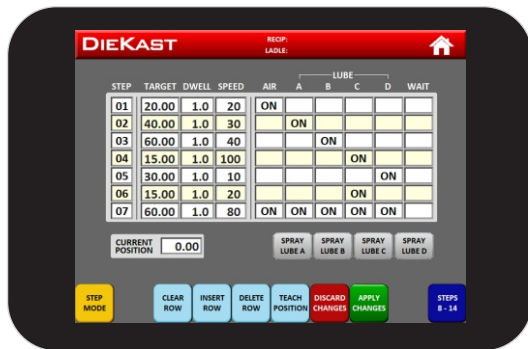 DIEKAST
RECIP:
LADLE:
LUBE
STEP TARGET DWELL SPEED AIR A B C D WAIT
01 20.00 1.0 20 ON
02 40.00 1.0 30 ON
03 60.00 1.0 40 ON
04 15.00 100 1.0 ON
05 30.00 1.0 10 ON
06 15.00 1.0 20 ON
07 60.00 1.0 80 ON ON ON ON ON
CURRENT POSITION 0.00
SPRAY LUBE A
SPRAY LUBE B
SPRAY LUBE C
SPRAY LUBE D
STEP MODE
CLEAR ROW
INSERT ROW
DELETE ROW
TEACH POSITION
DISCARD CHANGES
APPLY CHANGES
STEPS 8 - 14